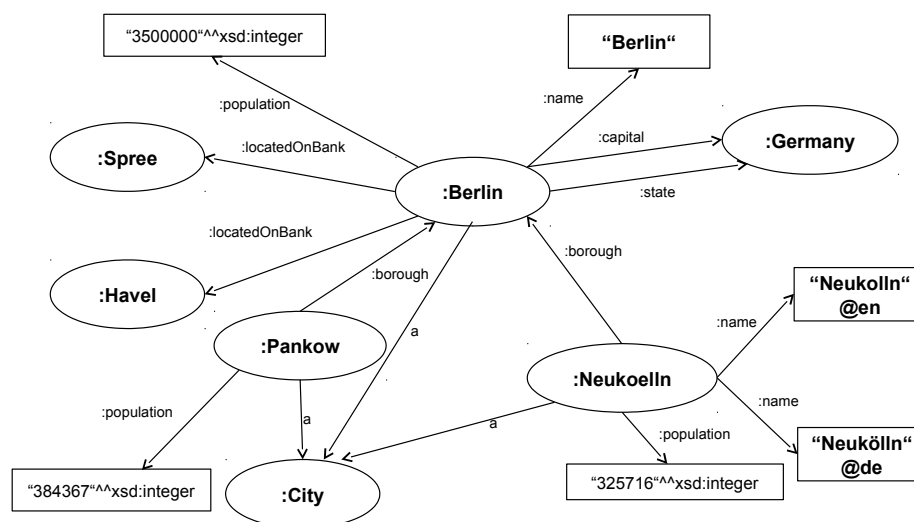 “3500000“^^xsd:integer
“Berlin“
:population
:name
:locatedOnBank
:capital
:Spree
:Germany
:Berlin
:state
:locatedOnBank
:borough
:borough
:Havel
“Neukolln“
@en
a
:name
:Pankow
:Neukoelln
:population
:name
a
a
:population
“Neukölln“
@de
“384367“^^xsd:integer
:City
“325716“^^xsd:integer